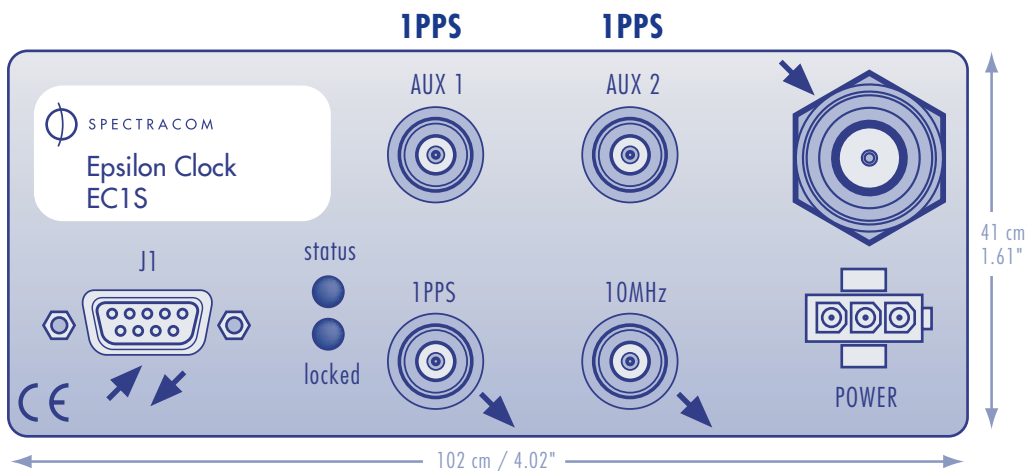 1PPS
1PPS
AUX 1
AUX 2
SPECTRACOM
Epsilon Clock
EC1S
41 cm
1.61"
J1
status
1PPS
10MHz
locked
CE
POWER
102 cm / 4.02"